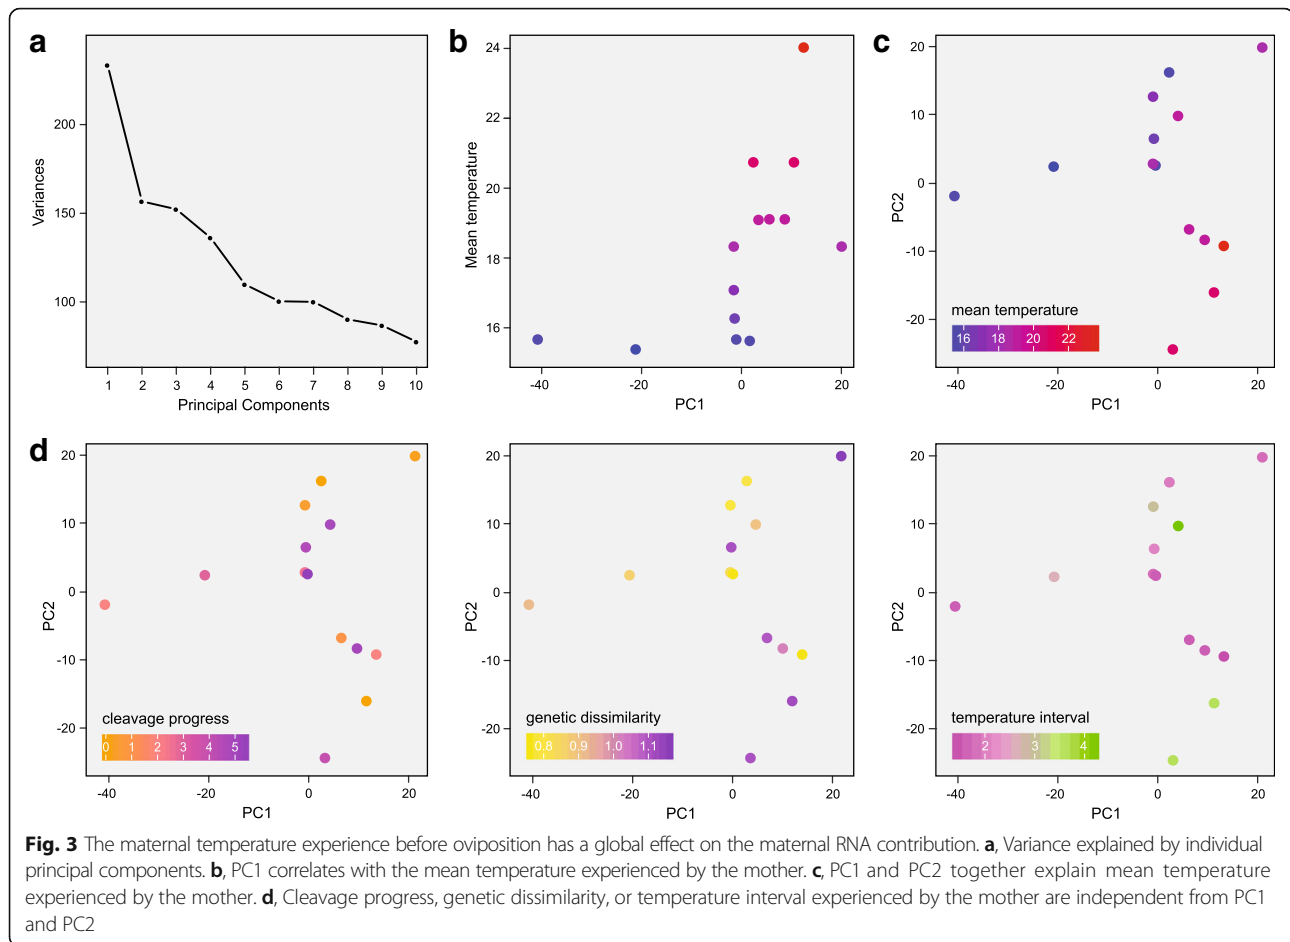 a
200
150
100
Variances
1 2 3 4 5 6 7 8 9 10
Principal Components
b
24
22
20
18
16
Mean temperature
-40 -20 0 20
PC1
c
20
10
0
-10
-20
PC2
mean temperature
16 18 20 22
-40 -20 0 20
PC1
d
20
10
0
-10
-20
PC2
cleavage progress
0 1 2 3 4 5
-40 -20 0 20
PC1
20
10
0
-10
-20
PC2
genetic dissimilarity
0.8 0.9 1.0 1.1
-40 -20 0 20
PC1
20
10
0
-10
-20
PC2
temperature interval
2 3 4
-40 -20 0 20
PC1
Fig. 3 The maternal temperature experience before oviposition has a global effect on the maternal RNA contribution. a, Variance explained by individual
principal components. b, PC1 correlates with the mean temperature experienced by the mother. c, PC1 and PC2 together explain mean temperature
experienced by the mother. d, Cleavage progress, genetic dissimilarity, or temperature interval experienced by the mother are independent from PC1
and PC2